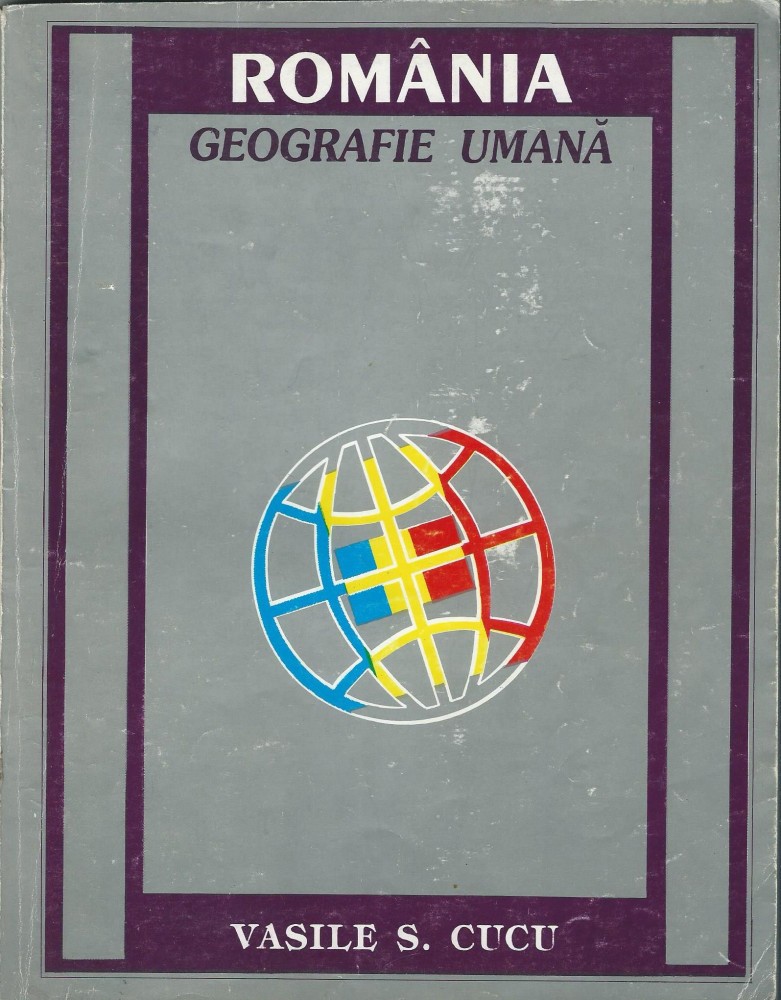 ROMÂNIA
GEOGRAFIE UMANĂ
VASILE S. CUCU